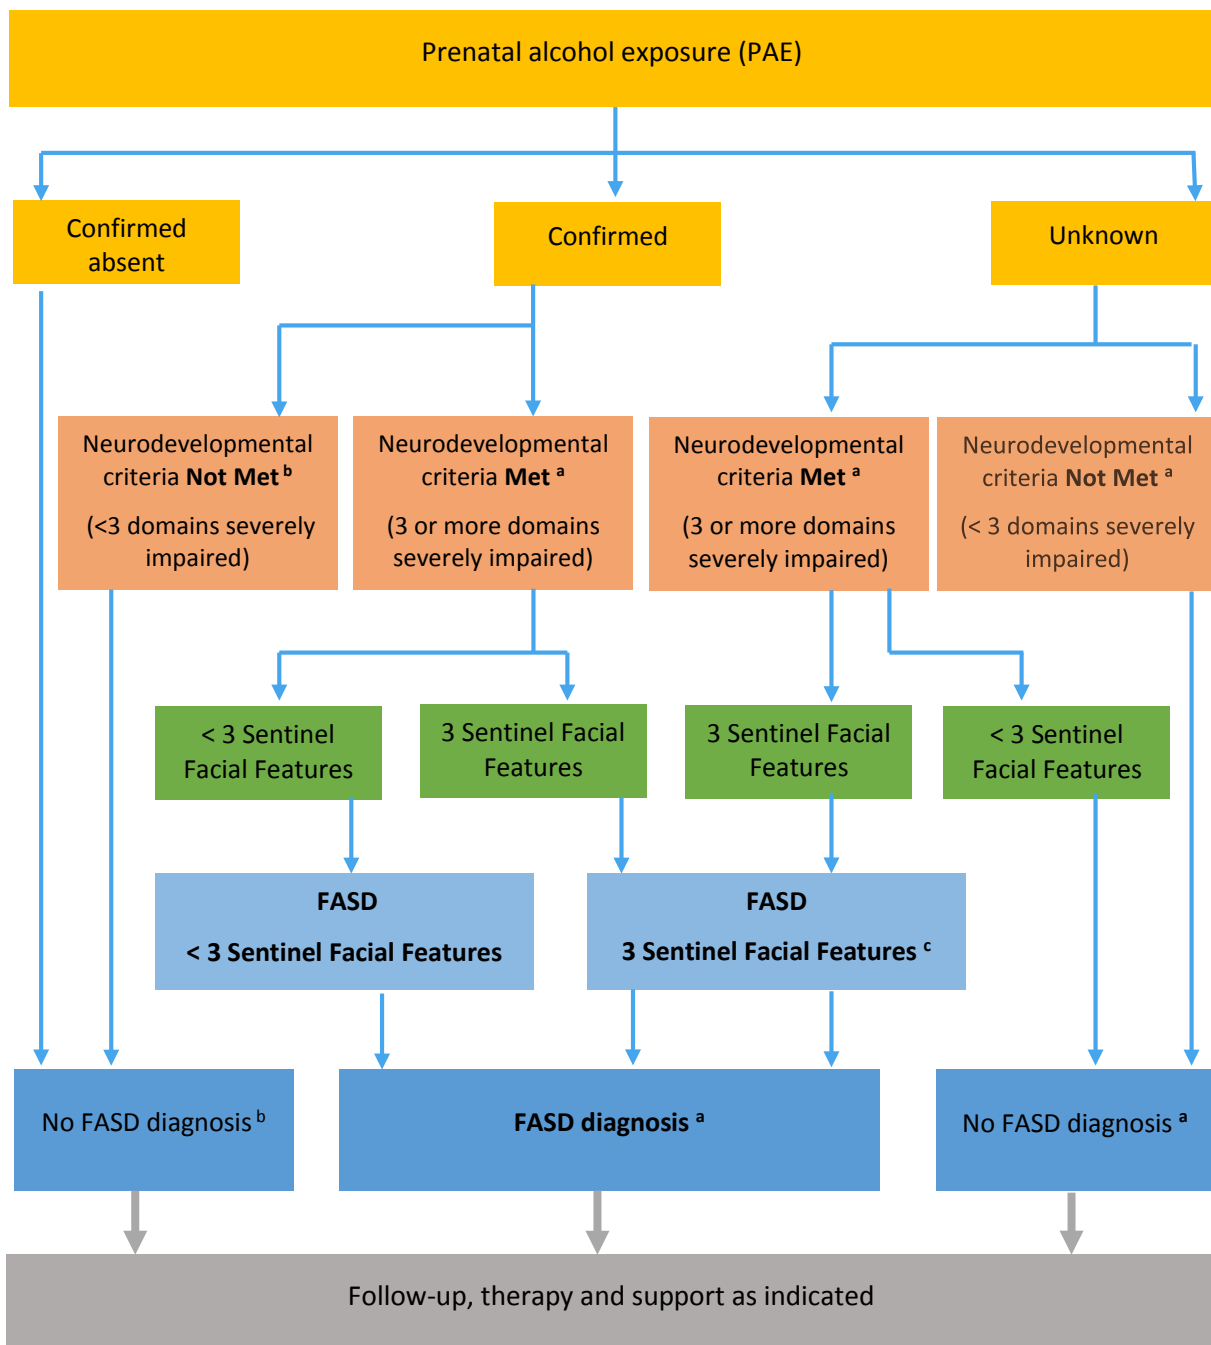 Prenatal alcohol exposure (PAE)
Confirmed
absent
Confirmed
Unknown
Neurodevelopmental
criteria Not Met b
(<3 domains severely
impaired)
Neurodevelopmental
criteria Met a
(3 or more domains
severely impaired)
Neurodevelopmental
criteria Met a
(3 or more domains
severely impaired)
Neurodevelopmental
criteria Not Met a
(< 3 domains severely
impaired)
< 3 Sentinel
Facial Features
3 Sentinel Facial
Features
3 Sentinel Facial
Features
< 3 Sentinel
Facial Features
FASD
< 3 Sentinel Facial Features
FASD
3 Sentinel Facial Features c
No FASD diagnosis b
FASD diagnosis a
No FASD diagnosis a
Follow-up, therapy and support as indicated